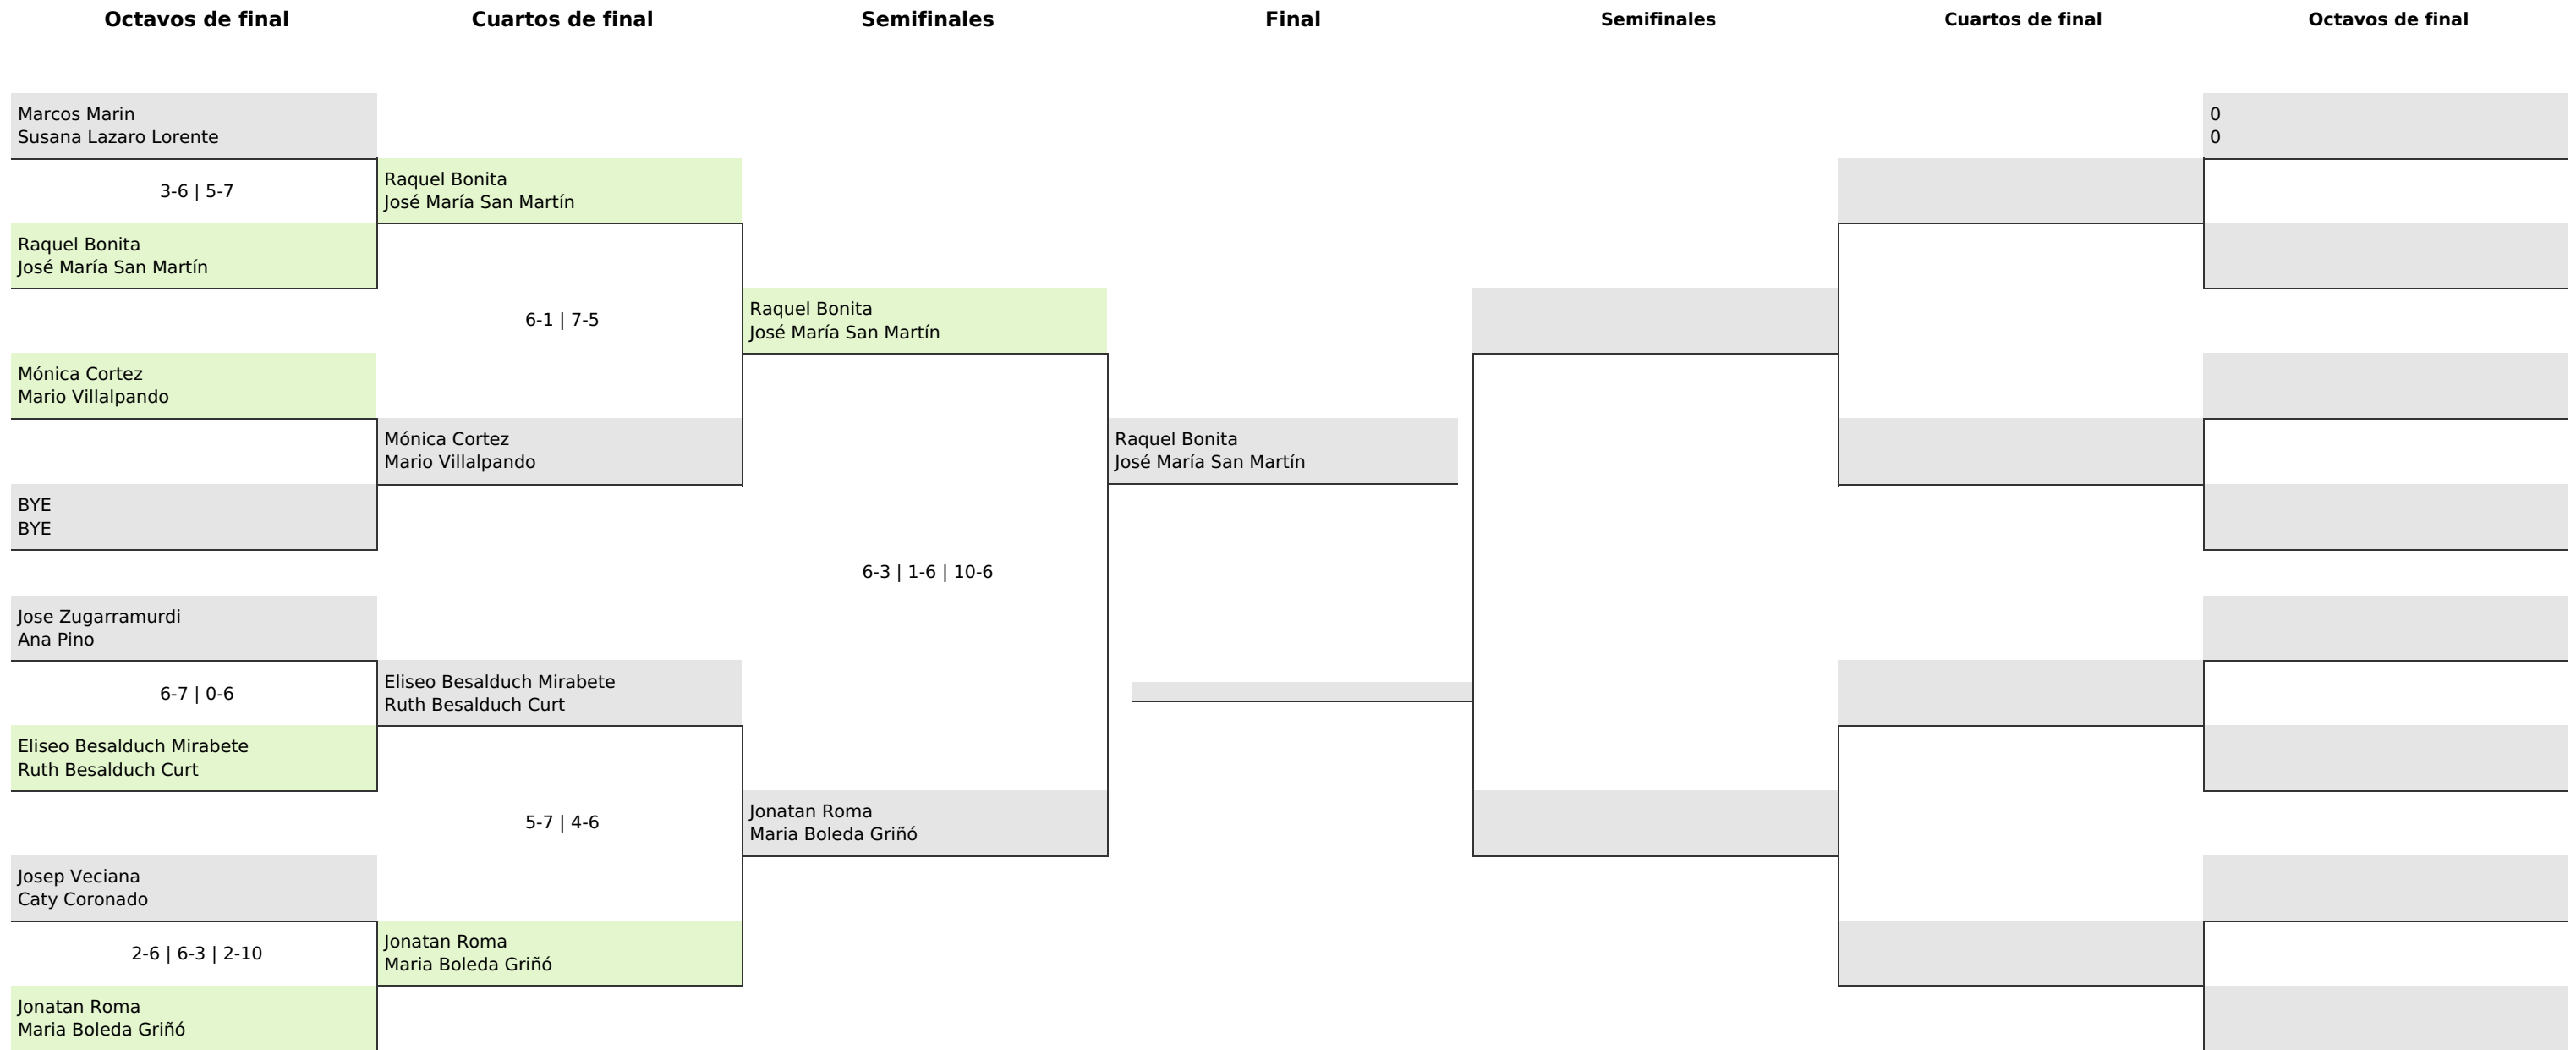 Octavos de final
Cuartos de final
Semifinales
Final
Semifinales
Cuartos de final
Octavos de final
Marcos Marin
Susana Lazaro Lorente
3-6 | 5-7
Raquel Bonita
José María San Martín
Mónica Cortez
Mario Villalpando
BYE
BYE
Jose Zugarramurdi
Ana Pino
6-7 | 0-6
Eliseo Besalduch Mirabete
Ruth Besalduch Curt
Josep Veciana
Caty Coronado
2-6 | 6-3 | 2-10
Jonatan Roma
Maria Boleda Griñó
Raquel Bonita
José María San Martín
6-1 | 7-5
Mónica Cortez
Mario Villalpando
Eliseo Besalduch Mirabete
Ruth Besalduch Curt
5-7 | 4-6
Jonatan Roma
Maria Boleda Griñó
Raquel Bonita
José María San Martín
6-3 | 1-6 | 10-6
Jonatan Roma
Maria Boleda Griñó
Raquel Bonita
José María San Martín
0
0